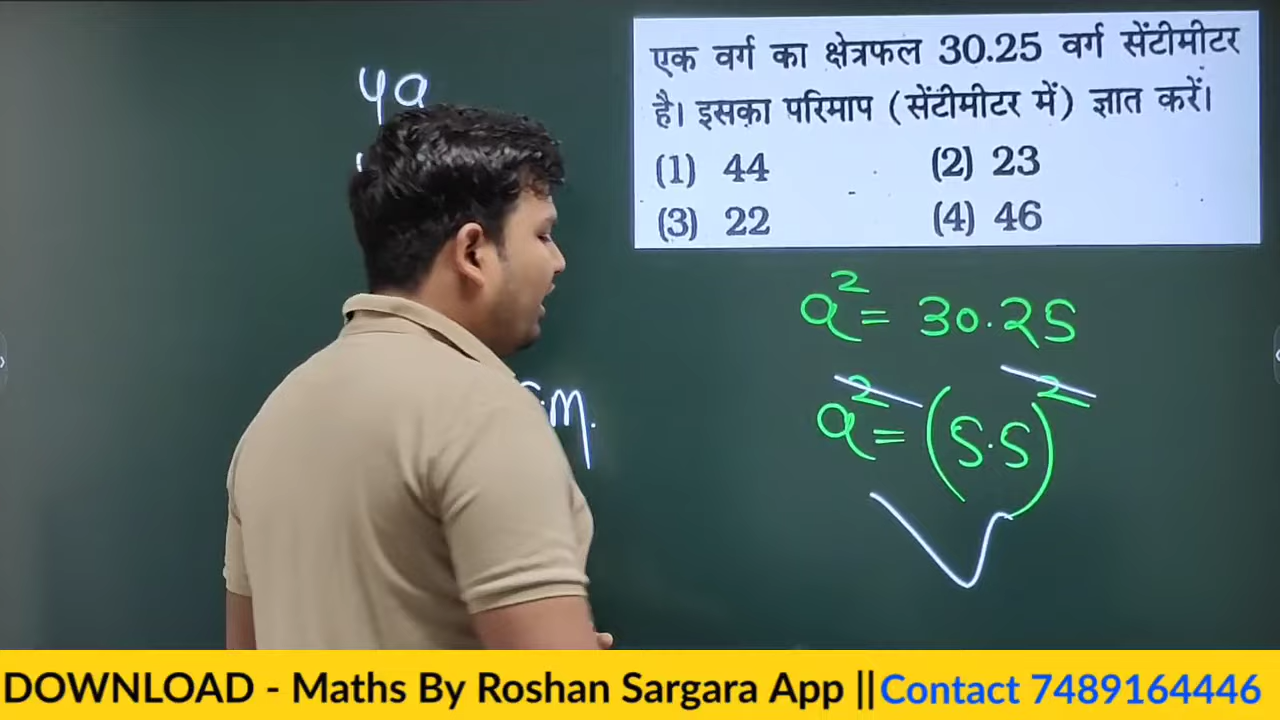 एक वर्ग का क्षेत्रफल 30.25 वर्ग सेंटीमीटर
है। इसका परिमाप (सेंटीमीटर में) ज्ञात करें।
(1) 44 (2) 23
(3) 22 (4) 46
4a
a² = 30.25
a² = (5.5)²
DOWNLOAD - Maths By Roshan Sargara App ||Contact 7489164446